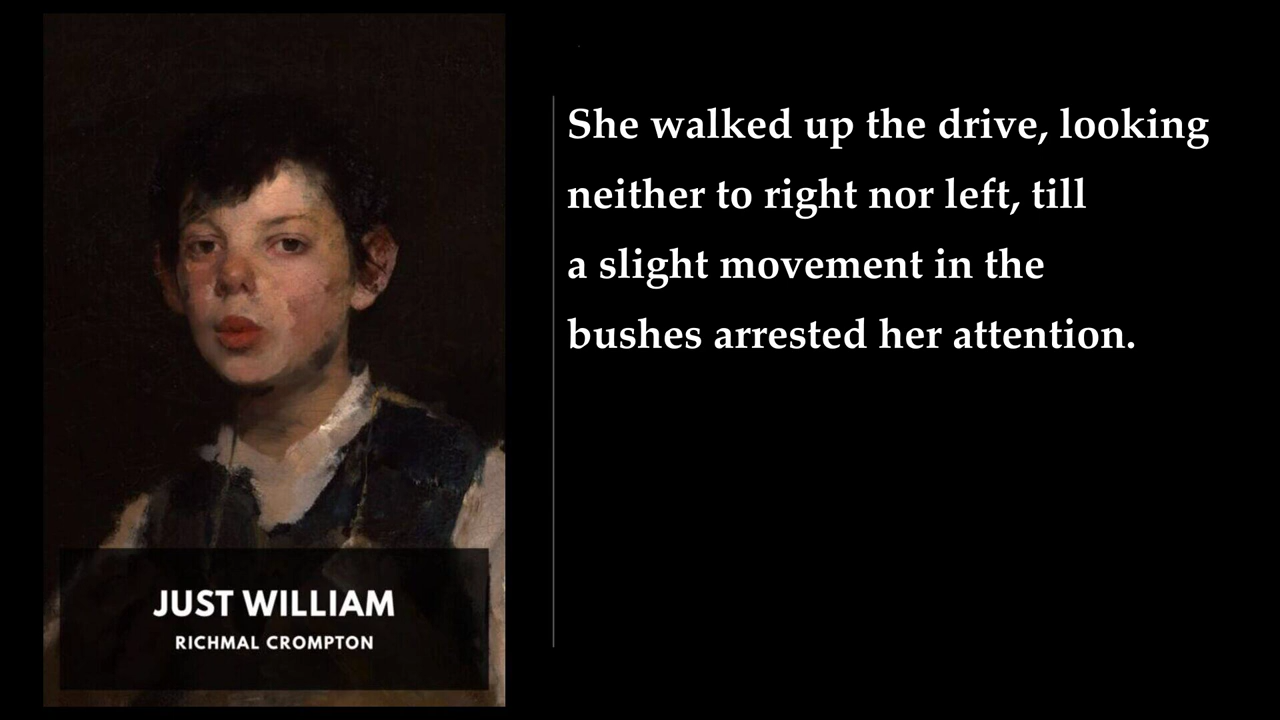 She walked up the drive, looking
neither to right nor left, till
a slight movement in the
bushes arrested her attention.
JUST WILLIAM
RICHMAL CROMPTON